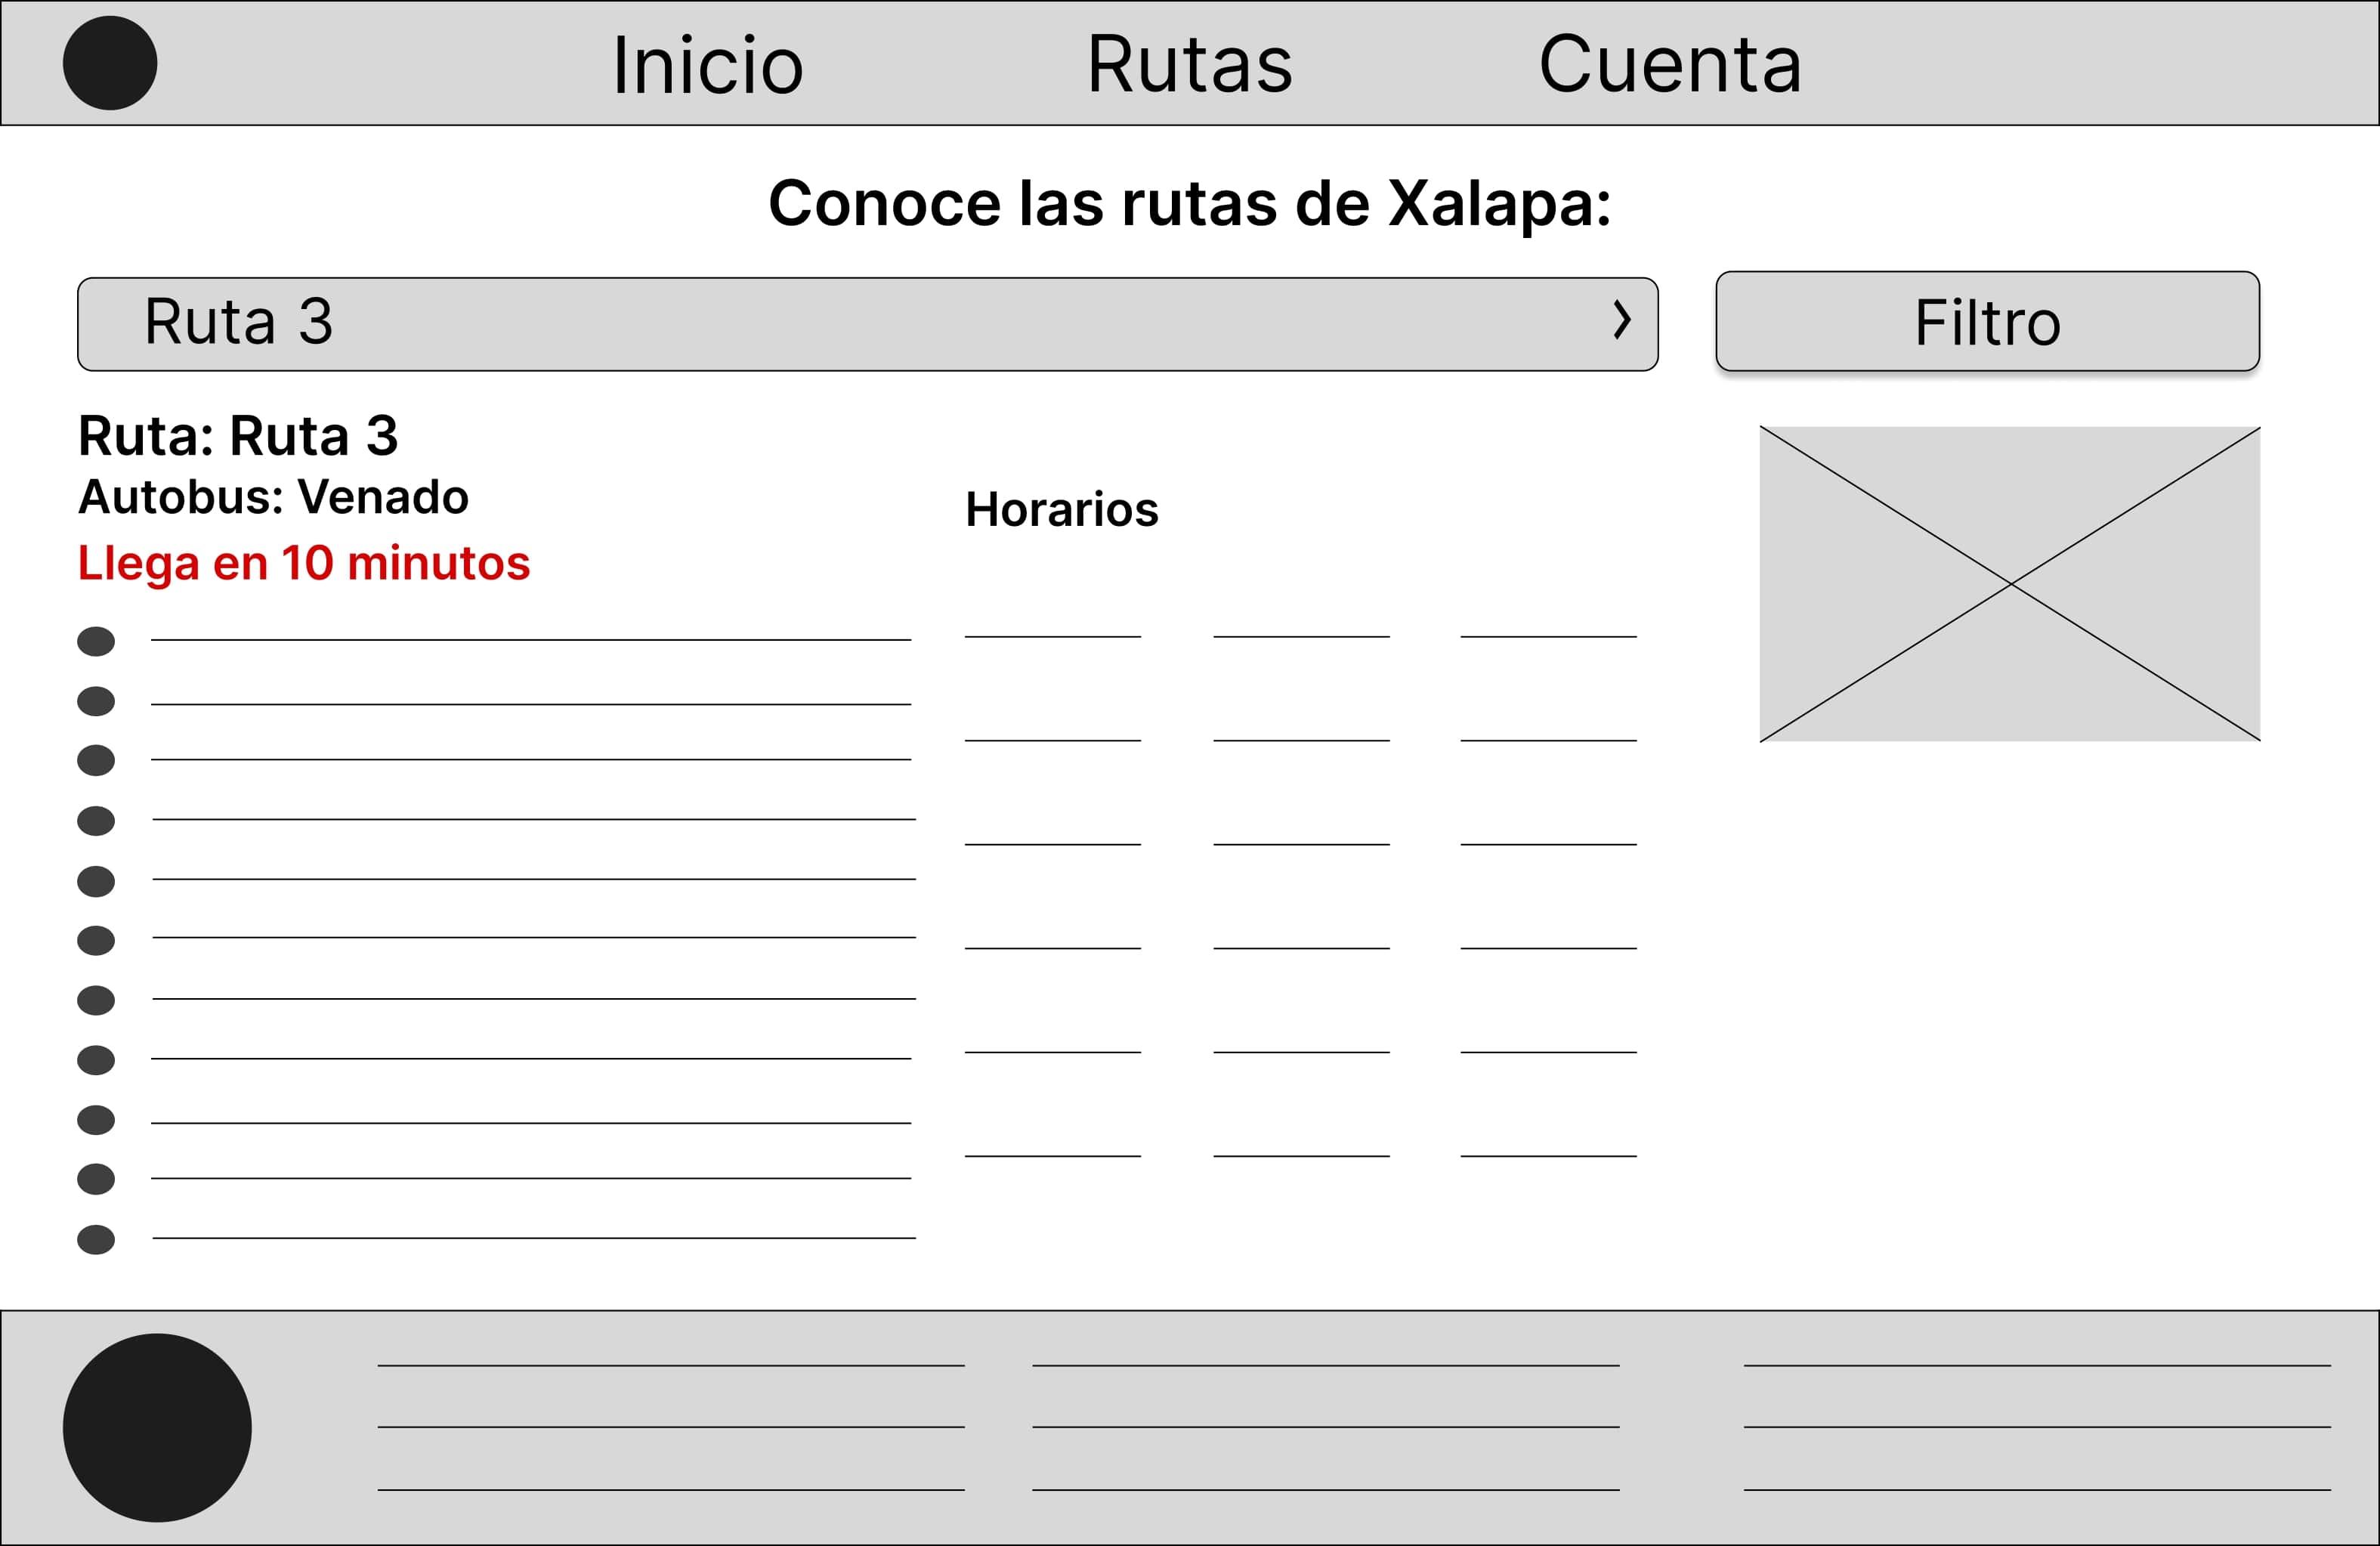 Inicio
Rutas
Cuenta
Conoce las rutas de Xalapa:
Ruta 3
Filtro
Ruta: Ruta 3
Autobus: Venado
Llega en 10 minutos
Horarios